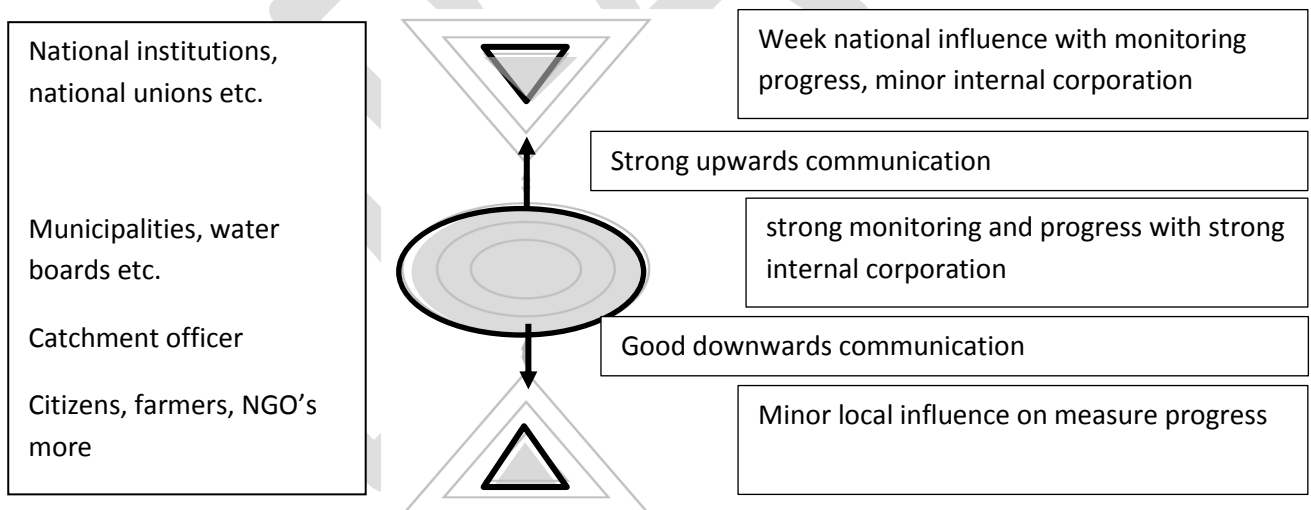 National institutions,
national unions etc.
Municipalities, water
boards etc.
Catchment officer
Citizens, farmers, NGO's
more
Week national influence with monitoring
progress, minor internal corporation
Strong upwards communication
strong monitoring and progress with strong
internal corporation
Good downwards communication
Minor local influence on measure progress